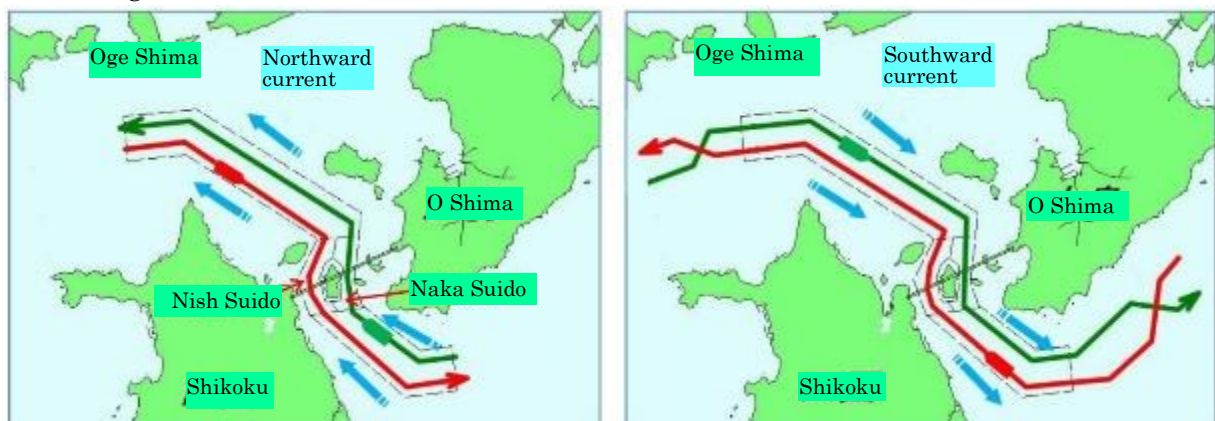 Oge Shima
Northward
current
O Shima
Nish Suido
Naka Suido
Shikoku
Oge Shima
Southward
current
O Shima
Shikoku